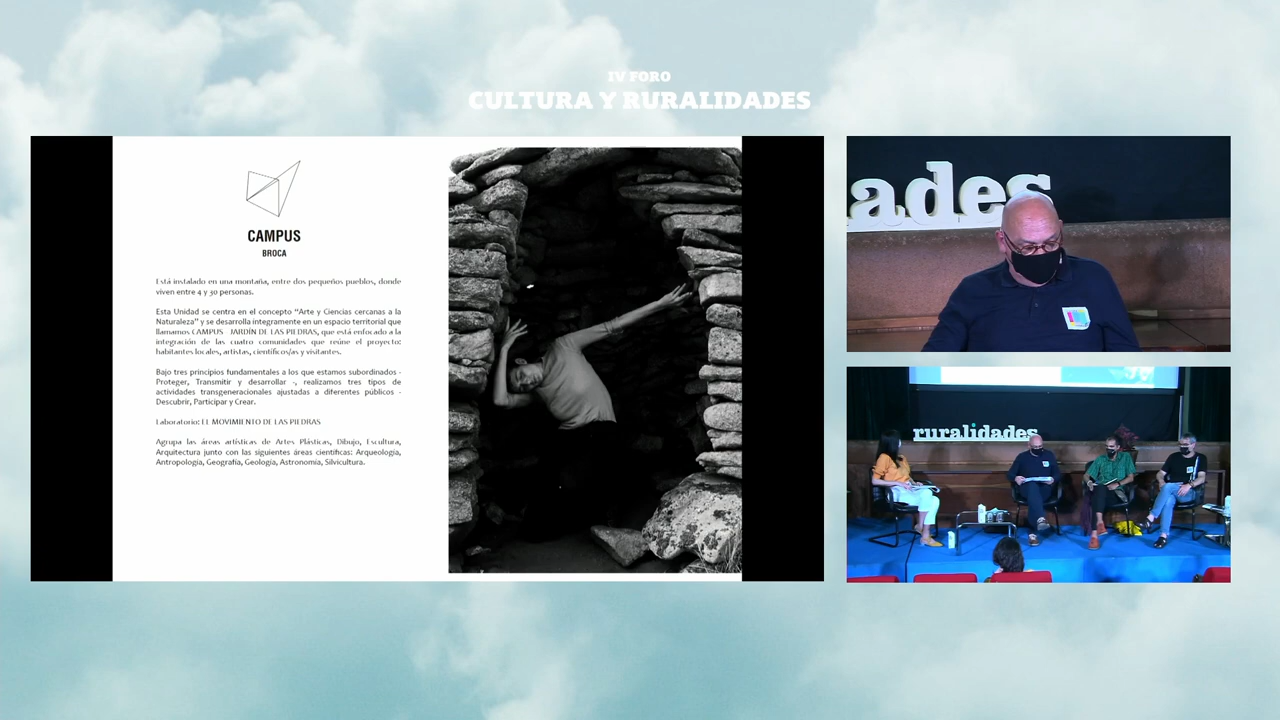 IV FORO
CULTURA Y RURALIDADES
CAMPUS
BROCA
Está instalado en una montaña, entre dos pequeños pueblos, donde
viven entre 4 y 30 personas.
Esta Unidad se centra en el concepto “Arte y Ciencias cercanas a la
Naturaleza” y se desarrolla íntegramente en un espacio territorial que
llamamos CAMPUS - JARDÍN DE LAS PIEDRAS, que está enfocado a la
integración de las cuatro comunidades que reúne el proyecto:
habitantes locales, artistas, científicos/as y visitantes.
Bajo tres principios fundamentales a los que estamos subordinados -
Proteger, Transmitir y desarrollar -, realizamos tres tipos de
actividades transgeneracionales ajustadas a diferentes públicos -
Descubrir, Participar y Crear.
Laboratorio: EL MOVIMIENTO DE LAS PIEDRAS
Agrupa las áreas artísticas de Artes Plásticas, Dibujo, Escultura,
Arquitectura junto con las siguientes áreas científicas: Arqueología,
Antropología, Geografía, Geología, Astronomía, Silvicultura.
ades
ruralidades